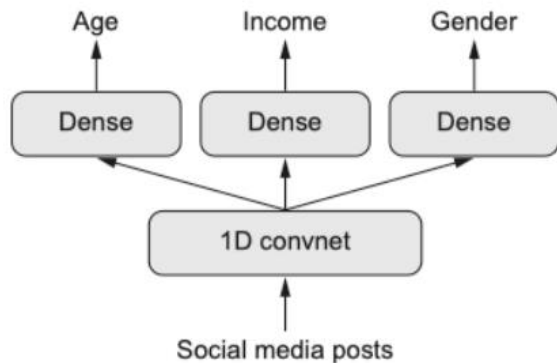 Age Income Gender
Dense Dense Dense
1D convnet
Social media posts